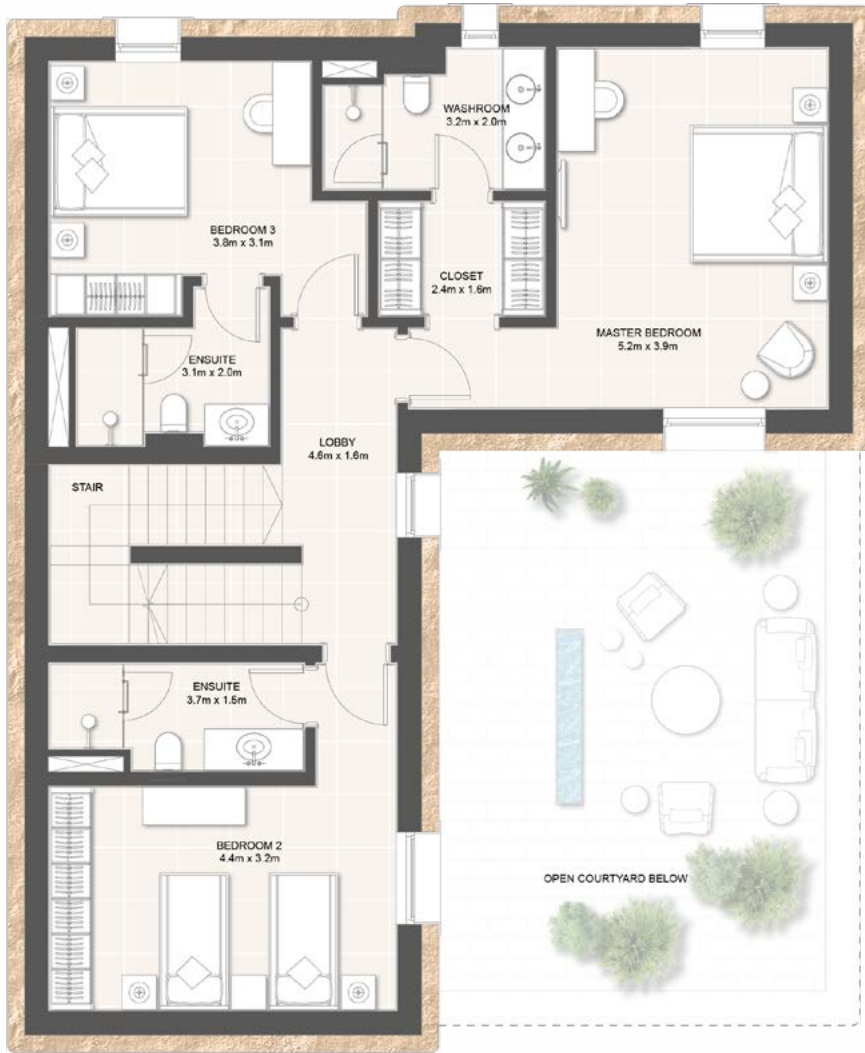 WASHROOM
3.2m x 2.0m
BEDROOM 3
3.8m x 3.1m
CLOSET
2.4m x 1.6m
MASTER BEDROOM
5.2m x 3.9m
ENSUITE
3.1m x 2.0m
LOBBY
4.6m x 1.6m
STAIR
ENSUITE
3.7m x 1.5m
BEDROOM 2
4.4m x 3.2m
OPEN COURTYARD BELOW